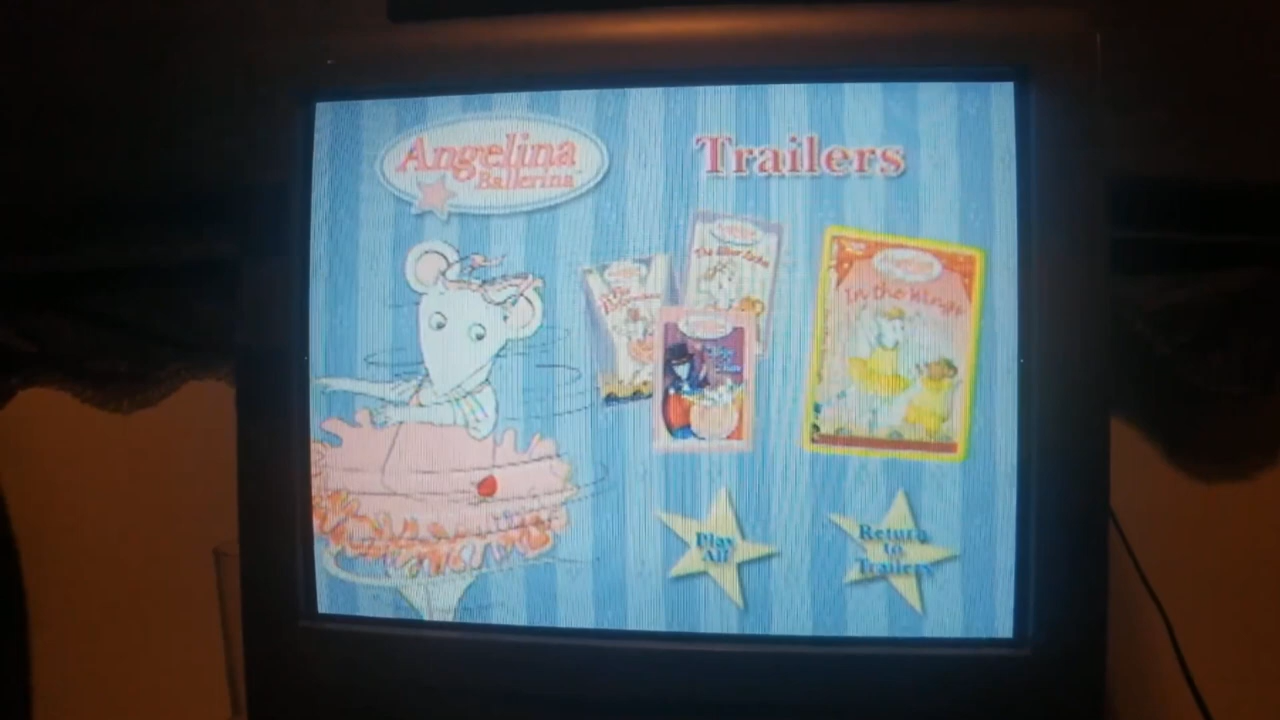 Angelina
Ballerina
Trailers
In the Wings
Play
All
Return
to
Trailers